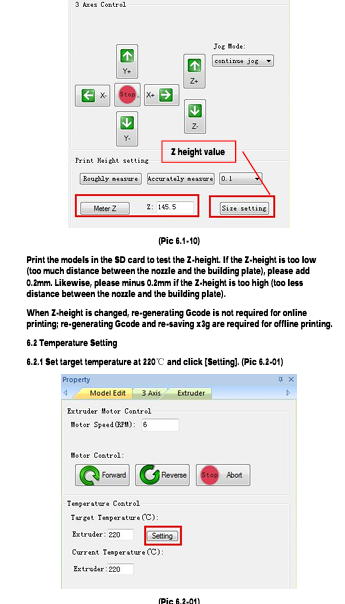 3 Axes Control
Jog Mode:
continue jog
Y+
Z+
X-
Stop
X+
Y-
Z-
Z height value
Print Height setting
Roughly measure
Accurately measure
0.1
Meter Z
Z: 145.5
Size setting
(Pic 6.1-10)
Print the models in the SD card to test the Z-height. If the Z-height is too low
(too much distance between the nozzle and the building plate), please add
0.2mm. Likewise, please minus 0.2mm if the Z-height is too high (too less
distance between the nozzle and the building plate).
When Z-height is changed, re-generating Gcode is not required for online
printing; re-generating Gcode and re-saving x3g are required for offline printing.
6.2 Temperature Setting
6.2.1 Set target temperature at 220℃ and click [Setting]. (Pic 6.2-01)
Property
Model Edit
3 Axis
Extruder
Extruder Motor Control
Motor Speed(RPM): 6
Motor Control:
Forward
Reverse
Stop
Abort
Temperature Control
Target Temperature(℃):
Extruder: 220
Setting
Current Temperature(℃):
Extruder: 220
(Pic 6.2-01)